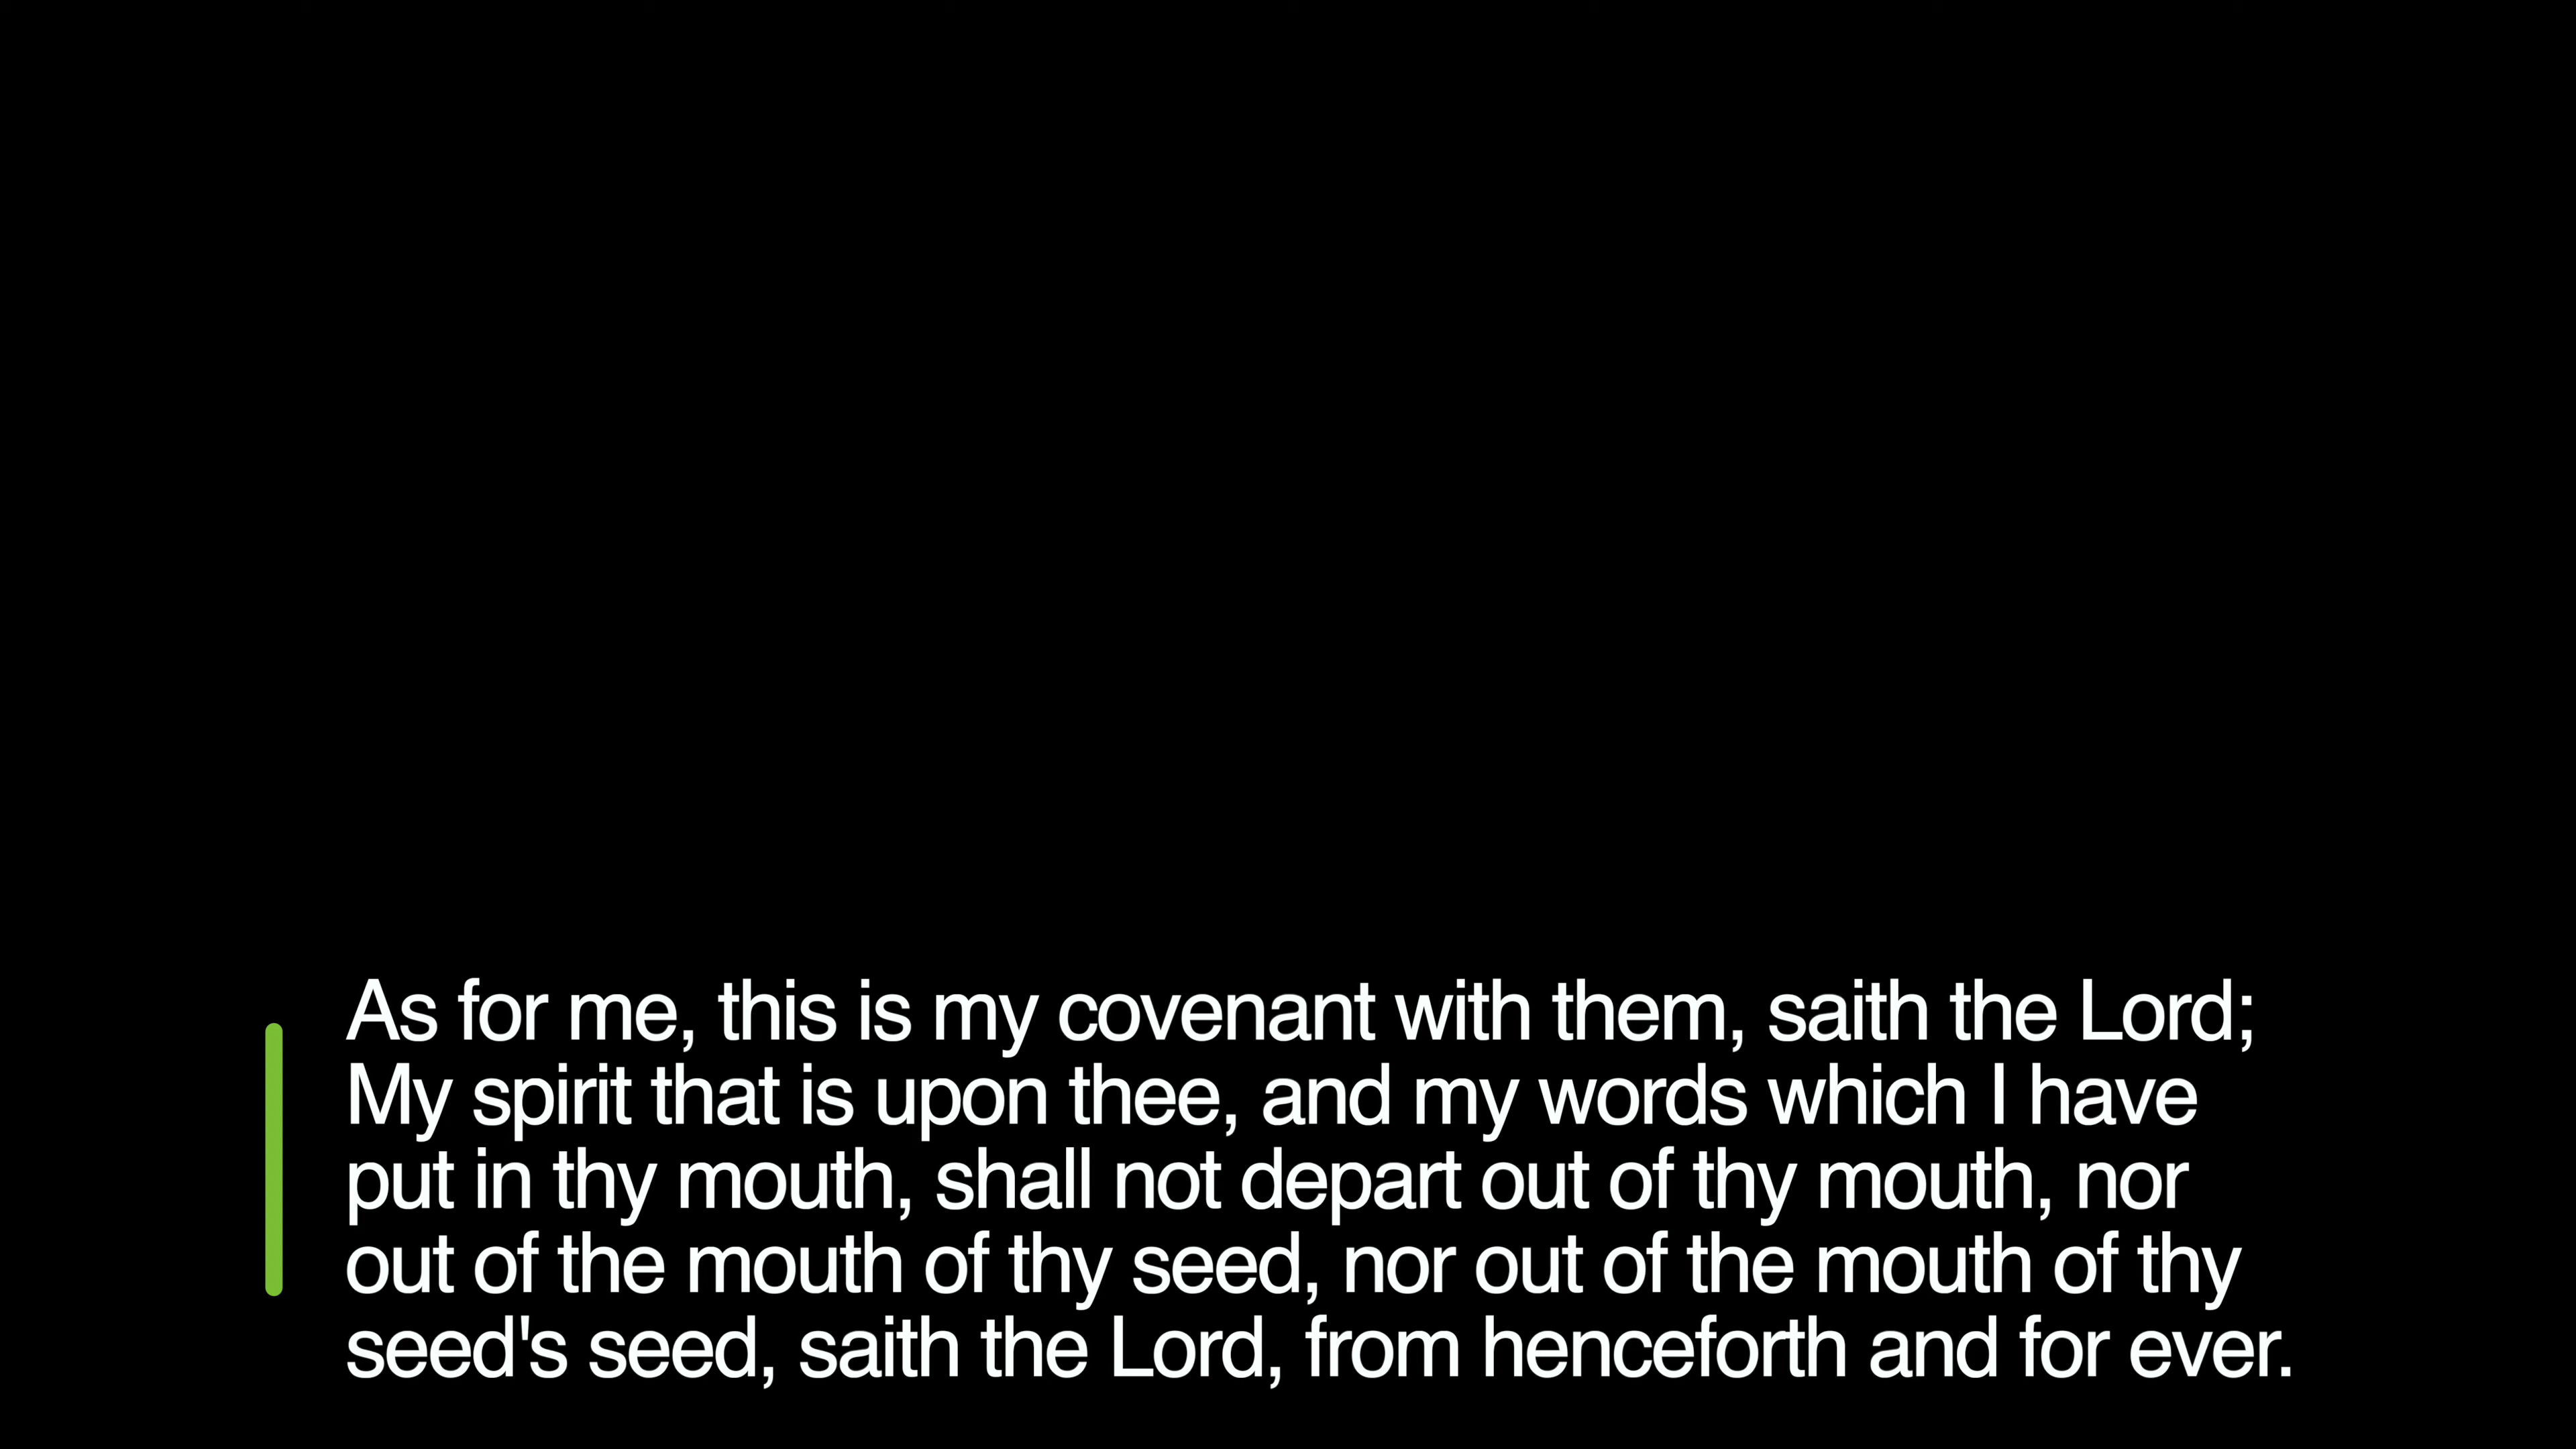 As for me, this is my covenant with them, saith the Lord;
My spirit that is upon thee, and my words which I have
put in thy mouth, shall not depart out of thy mouth, nor
out of the mouth of thy seed, nor out of the mouth of thy
seed's seed, saith the Lord, from henceforth and for ever.